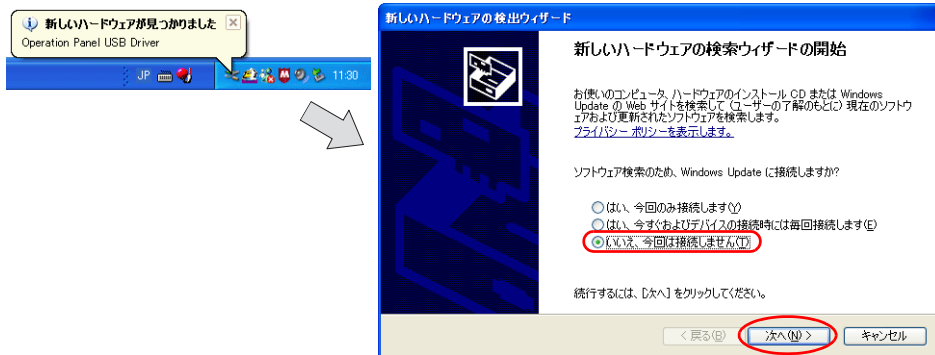 新しいハードウェアが見つかりました
Operation Panel USB Driver
JP
11:30
新しいハードウェアの検出ウィザード
新しいハードウェアの検索ウィザードの開始
お使いのコンピュータ、ハードウェアのインストール CD または Windows
Update の Web サイトを検索して (ユーザーの了解のもとに) 現在のソフトウ
ェアおよび更新されたソフトウェアを検索します。
プライバシー ポリシーを表示します。
ソフトウェア検索のため、Windows Update に接続しますか?
はい、今回のみ接続します(Y)
はい、今すぐおよびデバイスの接続時には毎回接続します(E)
いいえ、今回は接続しません(T)
続行するには、[次へ] をクリックしてください。
< 戻る(B)
次へ(N) >
キャンセル